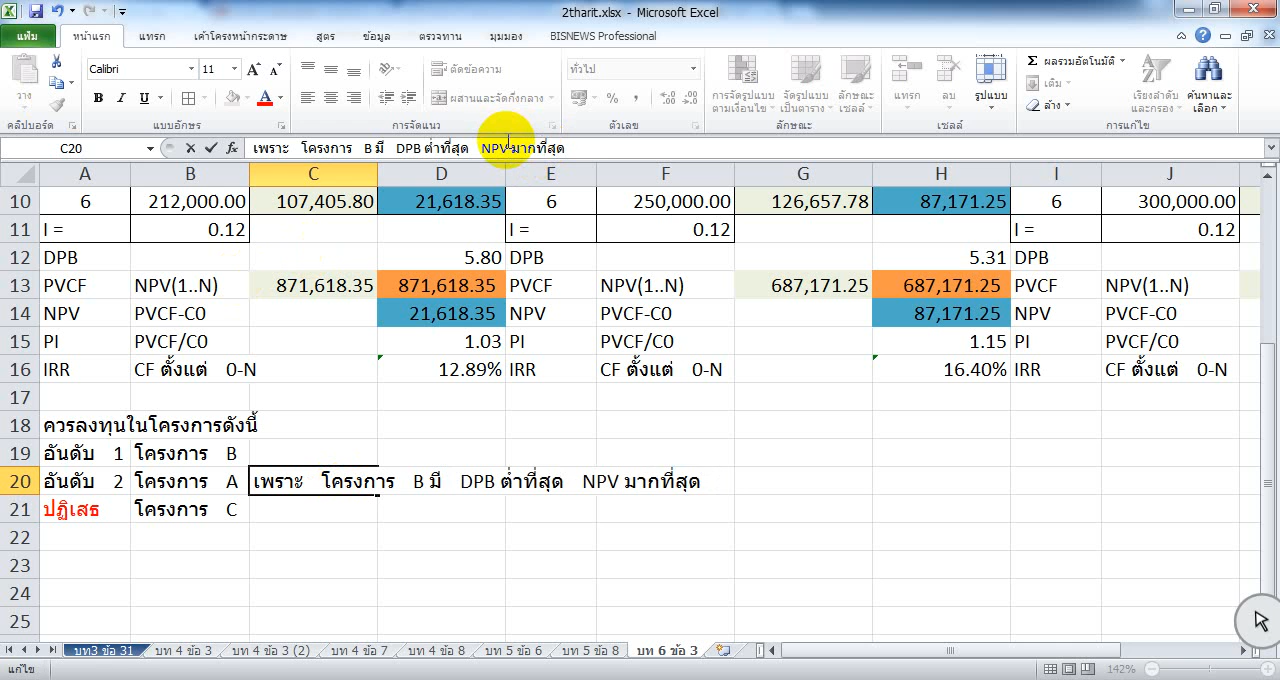 2tharit.xlsx - Microsoft Excel
แฟ้ม หน้าแรก แทรก เค้าโครงหน้ากระดาษ สูตร ข้อมูล ตรวจทาน มุมมอง BISNEWS Professional
วาง Calibri 11 ตัดข้อความ ทั่วไป การจัดรูปแบบตามเงื่อนไข จัดรูปแบบเป็นตาราง ลักษณะเซลล์ แทรก ลบ รูปแบบ ผลรวมอัตโนมัติ เรียงลำดับและกรอง ค้นหาและเลือก
B I U A ผสานและจัดกึ่งกลาง % , เติม
ล้าง
คลิปบอร์ด แบบอักษร การจัดแนว ตัวเลข ลักษณะ เซลล์ การแก้ไข
C20 fx เพราะ โครงการ B มี DPB ต่ำที่สุด NPV มากที่สุด
A B C D E F G H I J
10 6 212,000.00 107,405.80 21,618.35 6 250,000.00 126,657.78 87,171.25 6 300,000.00
11 I = 0.12 I = 0.12 I = 0.12
12 DPB 5.80 DPB 5.31 DPB
13 PVCF NPV(1..N) 871,618.35 871,618.35 PVCF NPV(1..N) 687,171.25 687,171.25 PVCF NPV(1..N)
14 NPV PVCF-C0 21,618.35 NPV PVCF-C0 87,171.25 NPV PVCF-C0
15 PI PVCF/C0 1.03 PI PVCF/C0 1.15 PI PVCF/C0
16 IRR CF ตั้งแต่ 0-N 12.89% IRR CF ตั้งแต่ 0-N 16.40% IRR CF ตั้งแต่ 0-N
17
18 ควรลงทุนในโครงการดังนี้
19 อันดับ 1 โครงการ B
20 อันดับ 2 โครงการ A เพราะ โครงการ B มี DPB ต่ำที่สุด NPV มากที่สุด
21 ปฏิเสธ โครงการ C
22
23
24
25
บท3 ข้อ 31 บท 4 ข้อ 3 บท 4 ข้อ 3 (2) บท 4 ข้อ 7 บท 4 ข้อ 8 บท 5 ข้อ 7 บท 5 ข้อ 8 บท 6 ข้อ 3
แก้ไข 142%